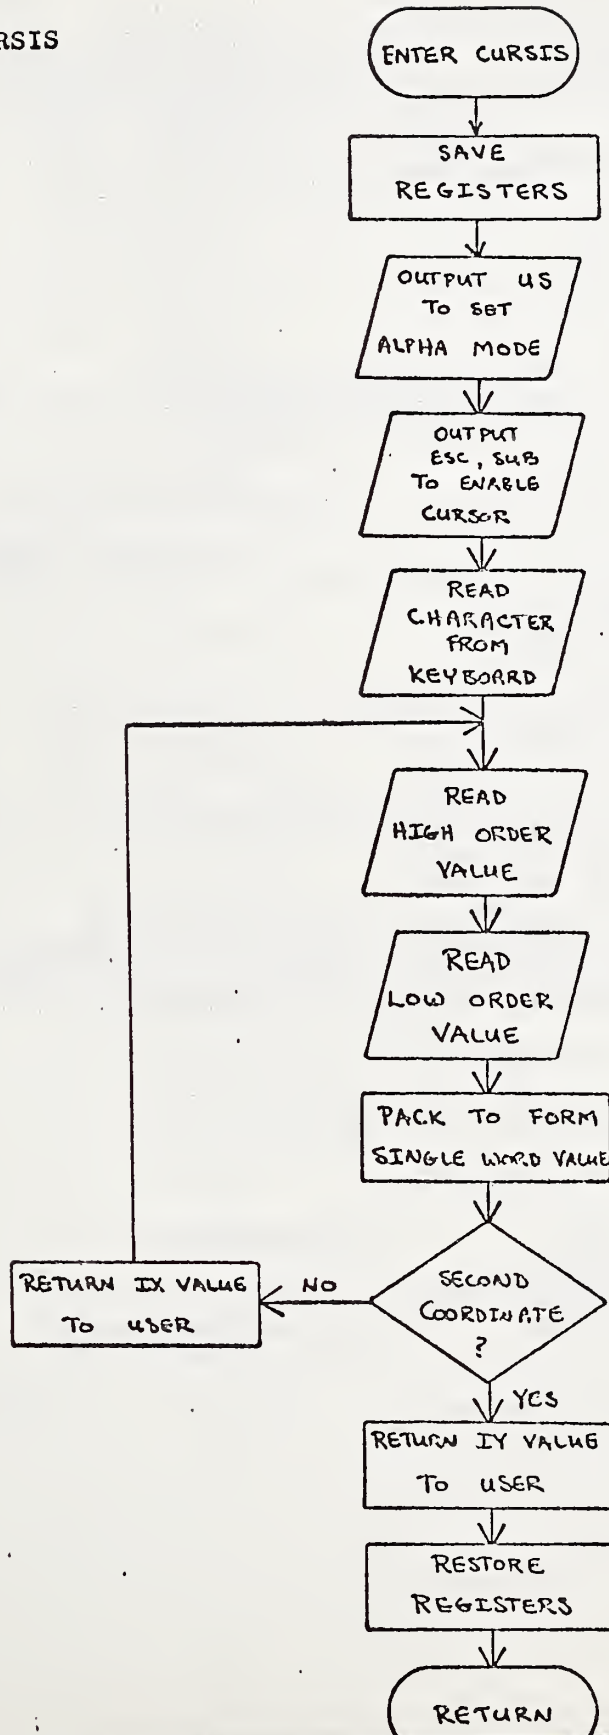 RSIS
ENTER CURSIS
SAVE
REGISTERS
OUTPUT US
TO SET
ALPHA MODE
OUTPUT
ESC, SUB
TO ENABLE
CURSOR
READ
CHARACTER
FROM
KEYBOARD
READ
HIGH ORDER
VALUE
READ
LOW ORDER
VALUE
PACK TO FORM
SINGLE WORD VALUE
SECOND
COORDINATE
?
NO
RETURN IX VALUE
TO USER
YES
RETURN IY VALUE
TO USER
RESTORE
REGISTERS
RETURN